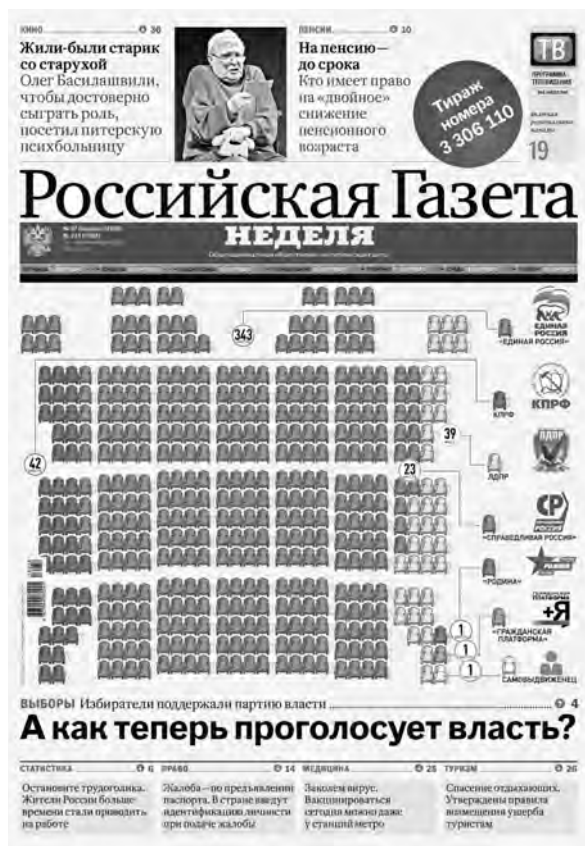 КИНО 36
Жили-были старик
со старухой
Олег Басилашвили,
чтобы достоверно
сыграть роль,
посетил питерскую
психбольницу
ПЕНСИИ 10
На пенсию—
до срока
Кто имеет право
на «двойное»
снижение
пенсионного
возраста
Тираж
номера
3 306 110
ТВ
ПРОГРАММА
ТЕЛЕВИДЕНИЯ
19
Российская Газета
НЕДЕЛЯ
343
ЕДИНАЯ
РОССИЯ
«ЕДИНАЯ РОССИЯ»
КПРФ
КПРФ
39
ЛДПР
ЛДПР
42
23
СР
«СПРАВЕДЛИВАЯ РОССИЯ»
РОДИНА
«РОДИНА»
ПЛАТФОРМА
+Я
1
«ГРАЖДАНСКАЯ
ПЛАТФОРМА»
1
1
САМОВЫДВИЖЕНЕЦ
ВЫБОРЫ Избиратели поддержали партию власти 4
А как теперь проголосует власть?
СТАТИСТИКА 6
Остановите трудоголика.
Жители России больше
времени стали проводить
на работе
ПРАВО 14
Жалоба—по предъявлении
паспорта. В стране введут
идентификацию личности
при подаче жалобы
МЕДИЦИНА 25
Заколем вирус.
Вакцинироваться
сегодня можно даже
у станций метро
ТУРИЗМ 26
Спасение отдыхающих.
Утверждены правила
возмещения ущерба
туристам